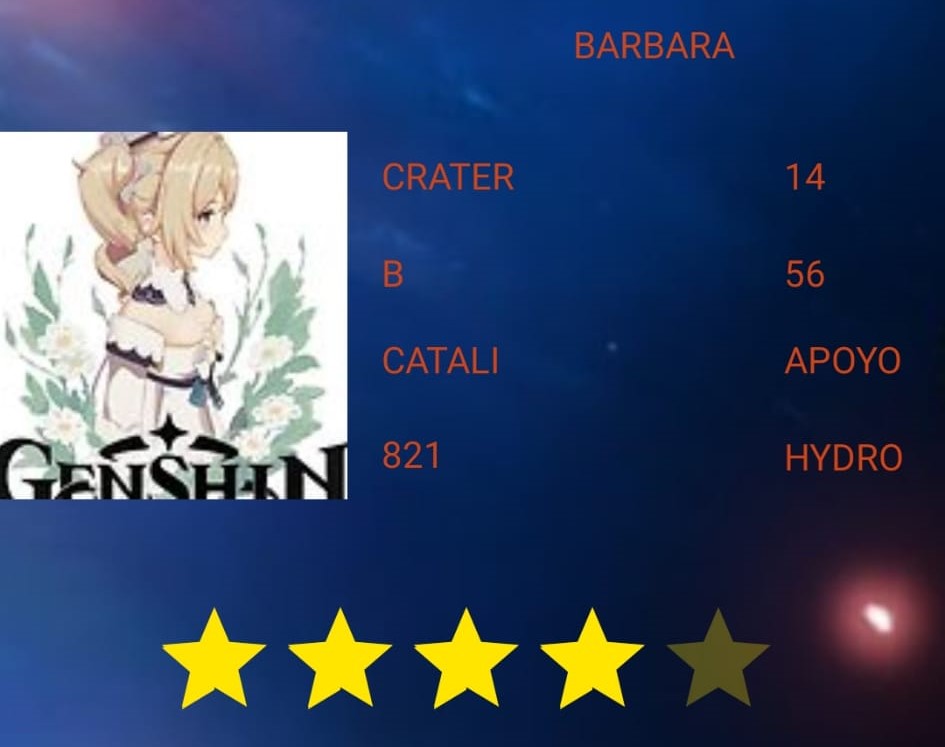 BARBARA
CRATER 14
B 56
CATALI APOYO
821 HYDRO
GENSHIN